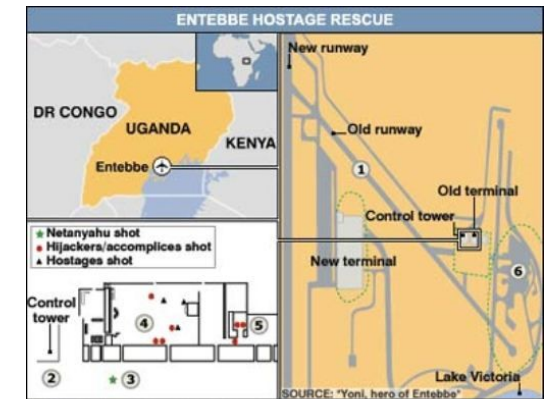 ENTEBBE HOSTAGE RESCUE
DR CONGO
UGANDA
KENYA
Entebbe
New runway
Old runway
1
Old terminal
Control tower
New terminal
6
Lake Victoria
SOURCE: "Yoni, hero of Entebbe"
Netanyahu shot
Hijackers/accomplices shot
Hostages shot
Control
tower
4
5
2
3